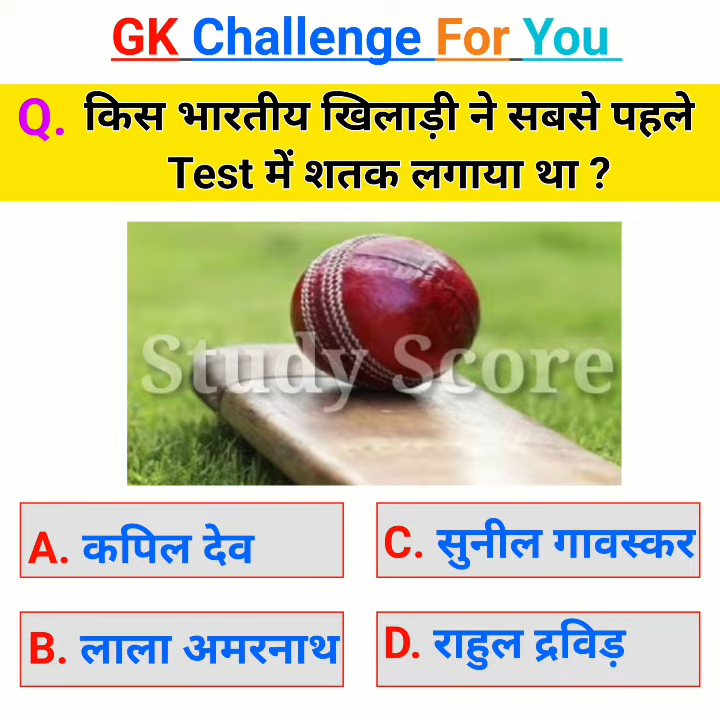 GK Challenge For You
Q. किस भारतीय खिलाड़ी ने सबसे पहले
Test में शतक लगाया था ?
Study Score
A. कपिल देव
C. सुनील गावस्कर
B. लाला अमरनाथ
D. राहुल द्रविड़